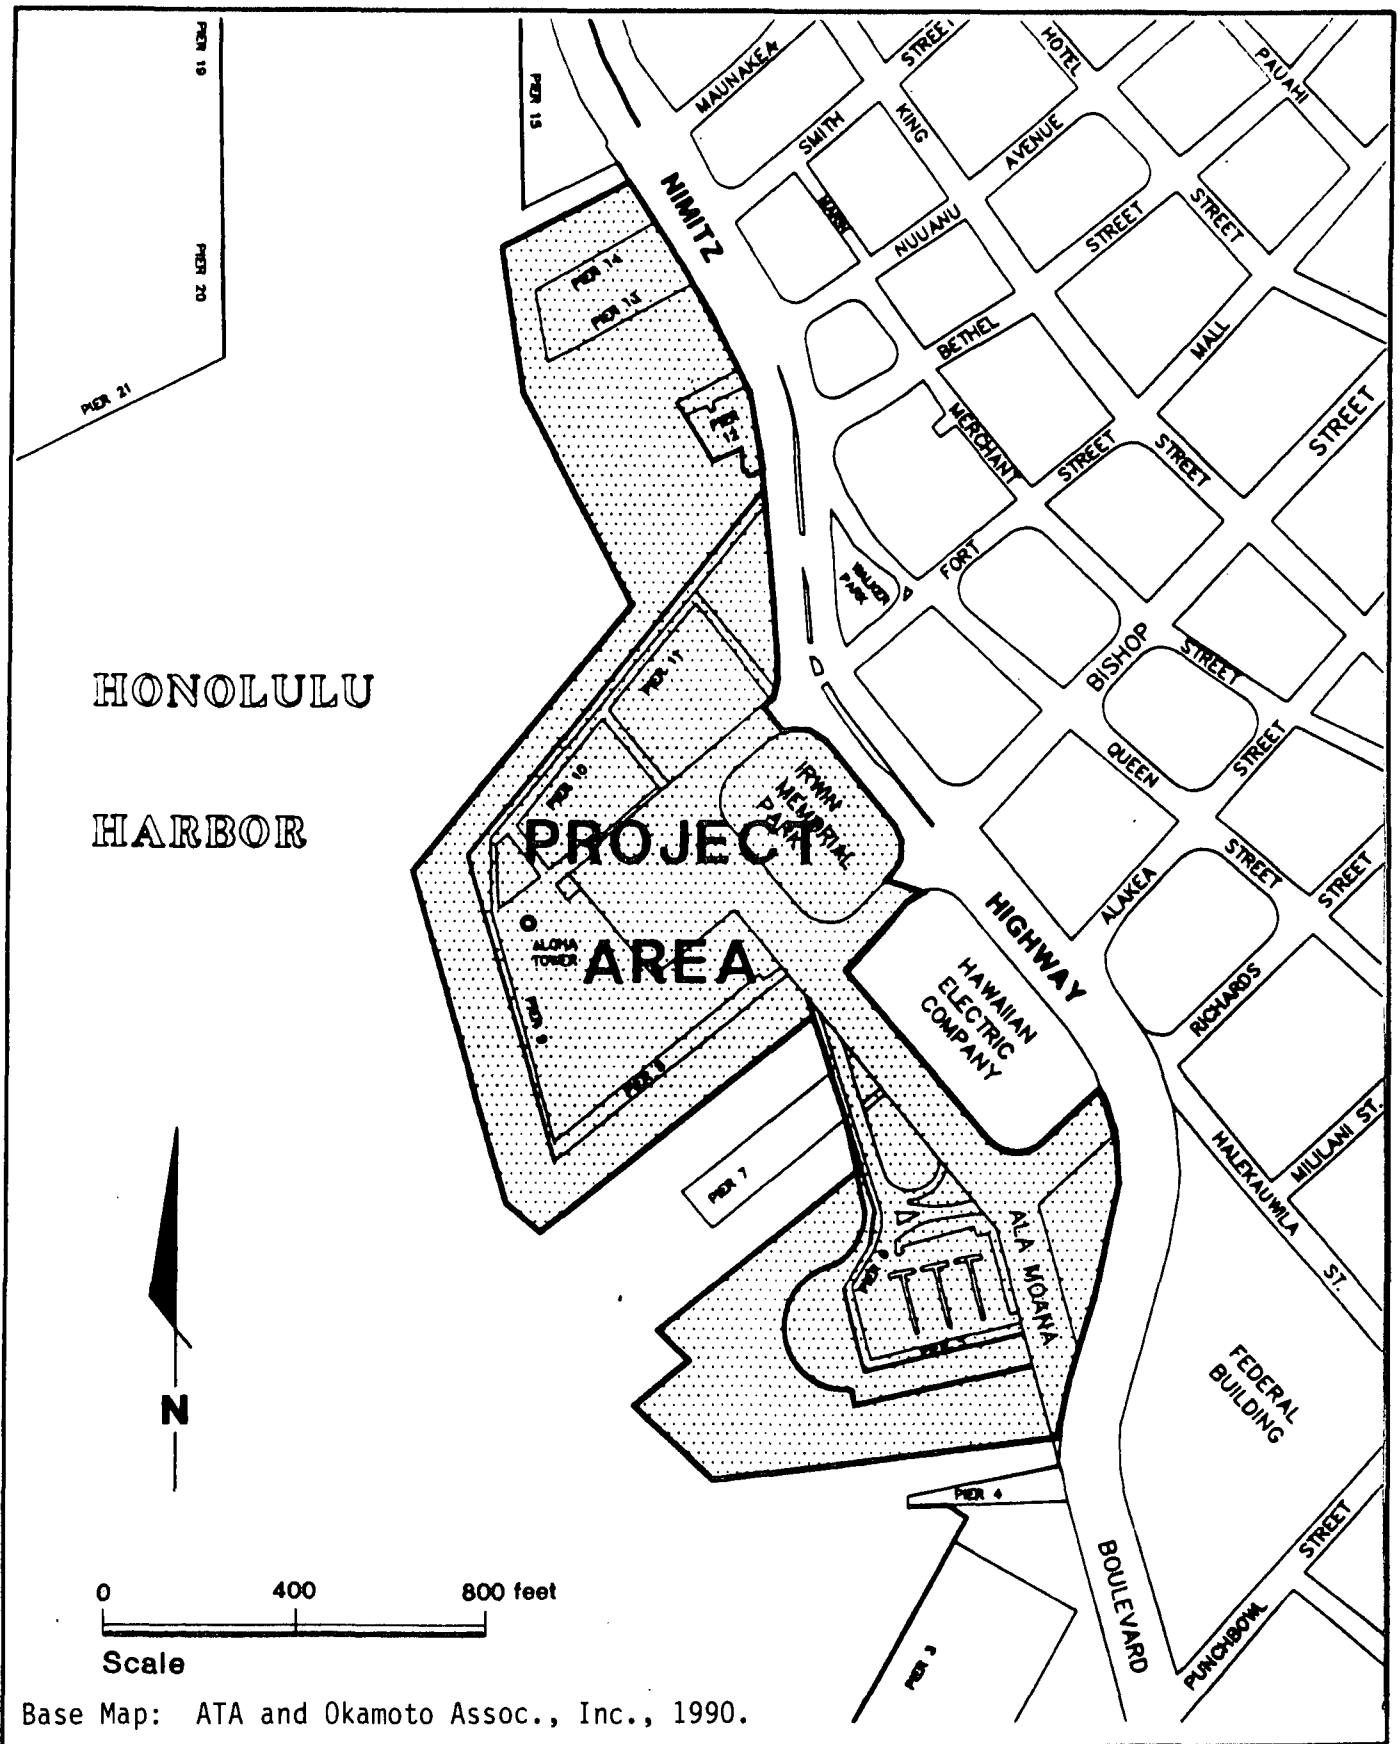 PIER 19
PIER 15
MAUNAKEA
STREET
HOTEL
PAUAHI
SMITH
KING
AVENUE
NIMITZ
MARIN
NUUANU
STREET
STREET
PIER 20
PIER 14
PIER 13
BETHEL
MALL
PIER 21
PIER
12
MERCHANT
STREET
STREET
STREET
WALKER
PARK
FORT
HONOLULU
PIER 11
BISHOP
STREET
QUEEN
STREET
HARBOR
PIER 10
IRWIN
MEMORIAL
PARK
PROJECT
AREA
ALOHA
TOWER
ALAKEA
STREET
STREET
HIGHWAY
HAWAIIAN
ELECTRIC
COMPANY
RICHARDS
PIER 9
PIER 8
PIER 7
MILILANI ST.
HALEKAUWILA
ST.
ALA MOANA
PIER 6
PIER 5
FEDERAL
BUILDING
N
PIER 4
STREET
BOULEVARD
PUNCHBOWL
PIER 3
0 400 800 feet
Scale
Base Map: ATA and Okamoto Assoc., Inc., 1990.